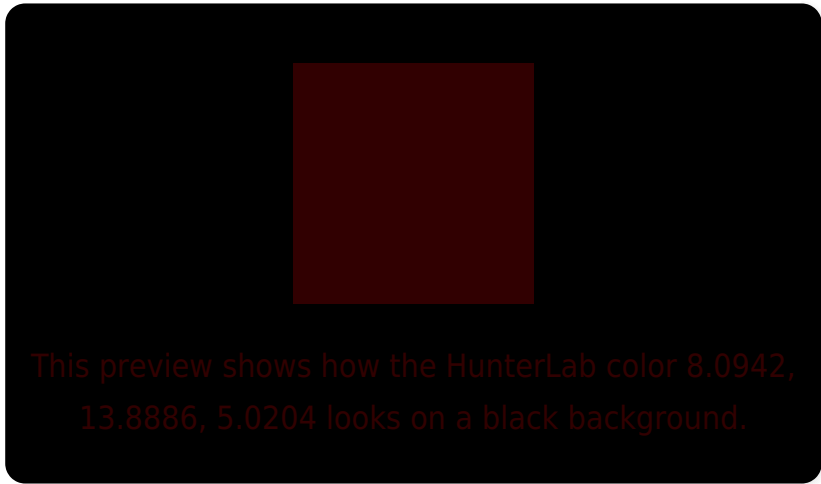 This preview shows how the HunterLab color 8.0942,
13.8886, 5.0204 looks on a black background.